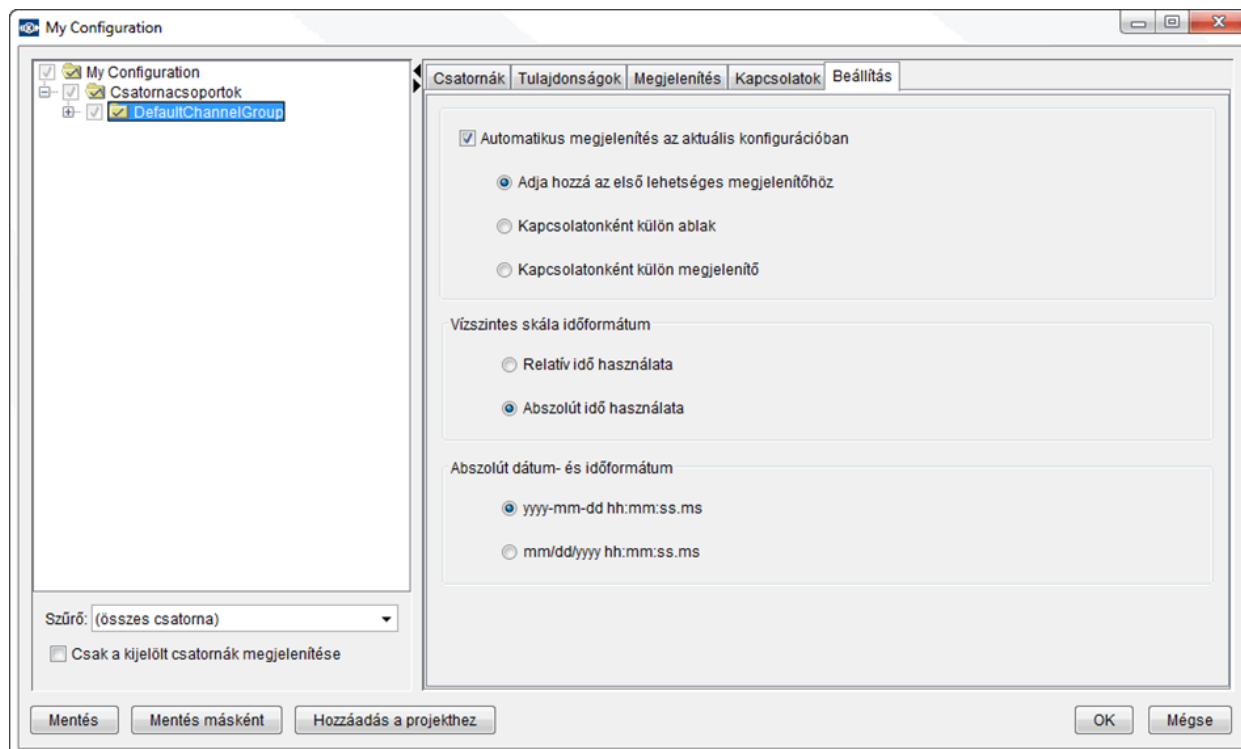 My Configuration
My Configuration
Csatornacsoportok
DefaultChannelGroup
Szűrő: (összes csatorna)
Csak a kijelölt csatornák megjelenítése
Csatornák Tulajdonságok Megjelenítés Kapcsolatok Beállítás
Automatikus megjelenítés az aktuális konfigurációban
Adja hozzá az első lehetséges megjelenítőhöz
Kapcsolatonként külön ablak
Kapcsolatonként külön megjelenítő
Vízszintes skála időformátum
Relatív idő használata
Abszolút idő használata
Abszolút dátum- és időformátum
yyyy-mm-dd hh:mm:ss.ms
mm/dd/yyyy hh:mm:ss.ms
Mentés Mentés másként Hozzáadás a projekthez OK Mégse